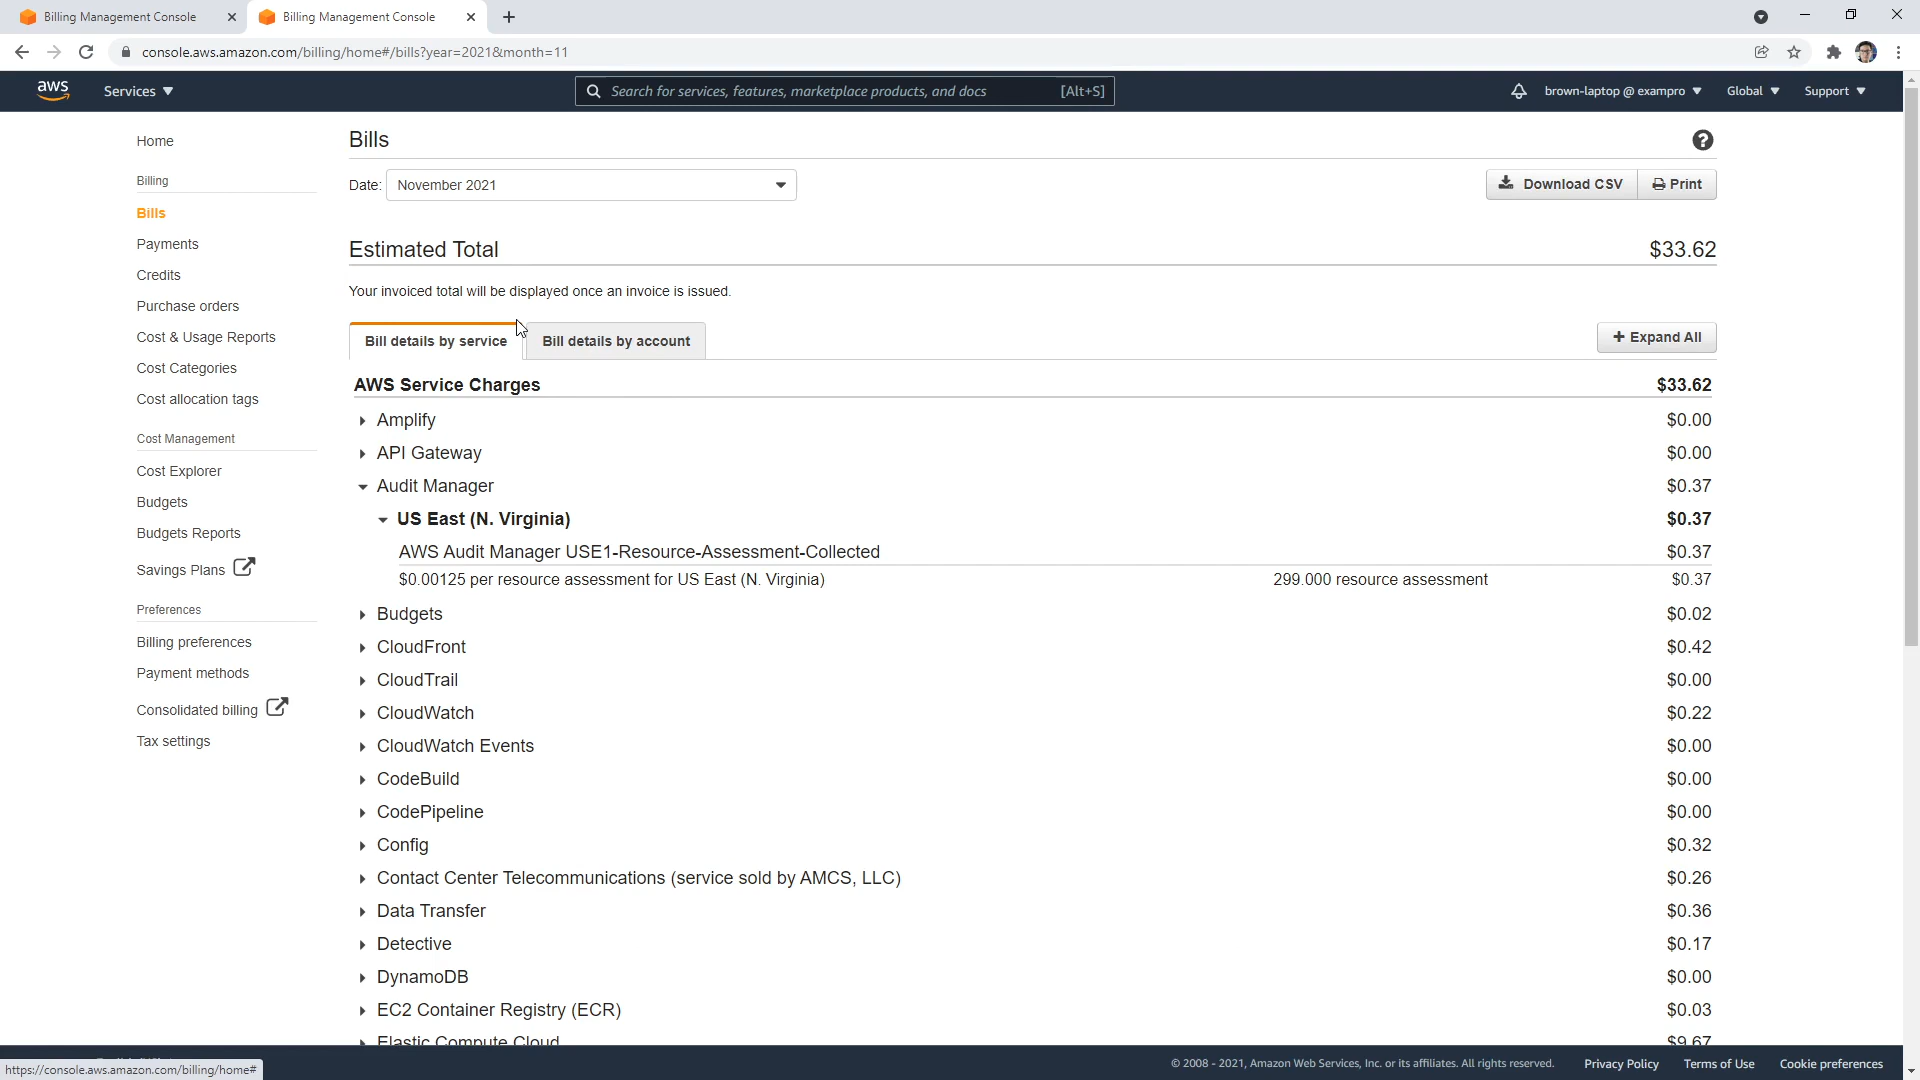 Billing Management Console
Billing Management Console
console.aws.amazon.com/billing/home#/bills?year=2021&month=11
aws
Services
Search for services, features, marketplace products, and docs
[Alt+S]
brown-laptop @ exampro
Global
Support
Home
Billing
Bills
Payments
Credits
Purchase orders
Cost & Usage Reports
Cost Categories
Cost allocation tags
Cost Management
Cost Explorer
Budgets
Budgets Reports
Savings Plans
Preferences
Billing preferences
Payment methods
Consolidated billing
Tax settings
Bills
Date: November 2021
Download CSV
Print
Estimated Total $33.62
Your invoiced total will be displayed once an invoice is issued.
Bill details by service
Bill details by account
+ Expand All
AWS Service Charges $33.62
Amplify $0.00
API Gateway $0.00
Audit Manager $0.37
US East (N. Virginia) $0.37
AWS Audit Manager USE1-Resource-Assessment-Collected $0.37
$0.00125 per resource assessment for US East (N. Virginia) 299.000 resource assessment $0.37
Budgets $0.02
CloudFront $0.42
CloudTrail $0.00
CloudWatch $0.22
CloudWatch Events $0.00
CodeBuild $0.00
CodePipeline $0.00
Config $0.32
Contact Center Telecommunications (service sold by AMCS, LLC) $0.26
Data Transfer $0.36
Detective $0.17
DynamoDB $0.00
EC2 Container Registry (ECR) $0.03
Elastic Compute Cloud $9.67
https://console.aws.amazon.com/billing/home#
© 2008 - 2021, Amazon Web Services, Inc. or its affiliates. All rights reserved.
Privacy Policy
Terms of Use
Cookie preferences